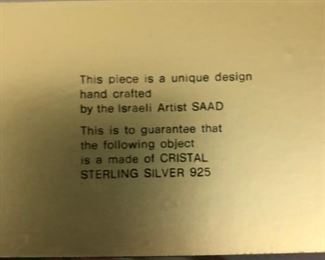 This piece is a unique design
hand crafted
by the Israeli Artist SAAD
This is to guarantee that
the following object
is a made of CRISTAL
STERLING SILVER 925